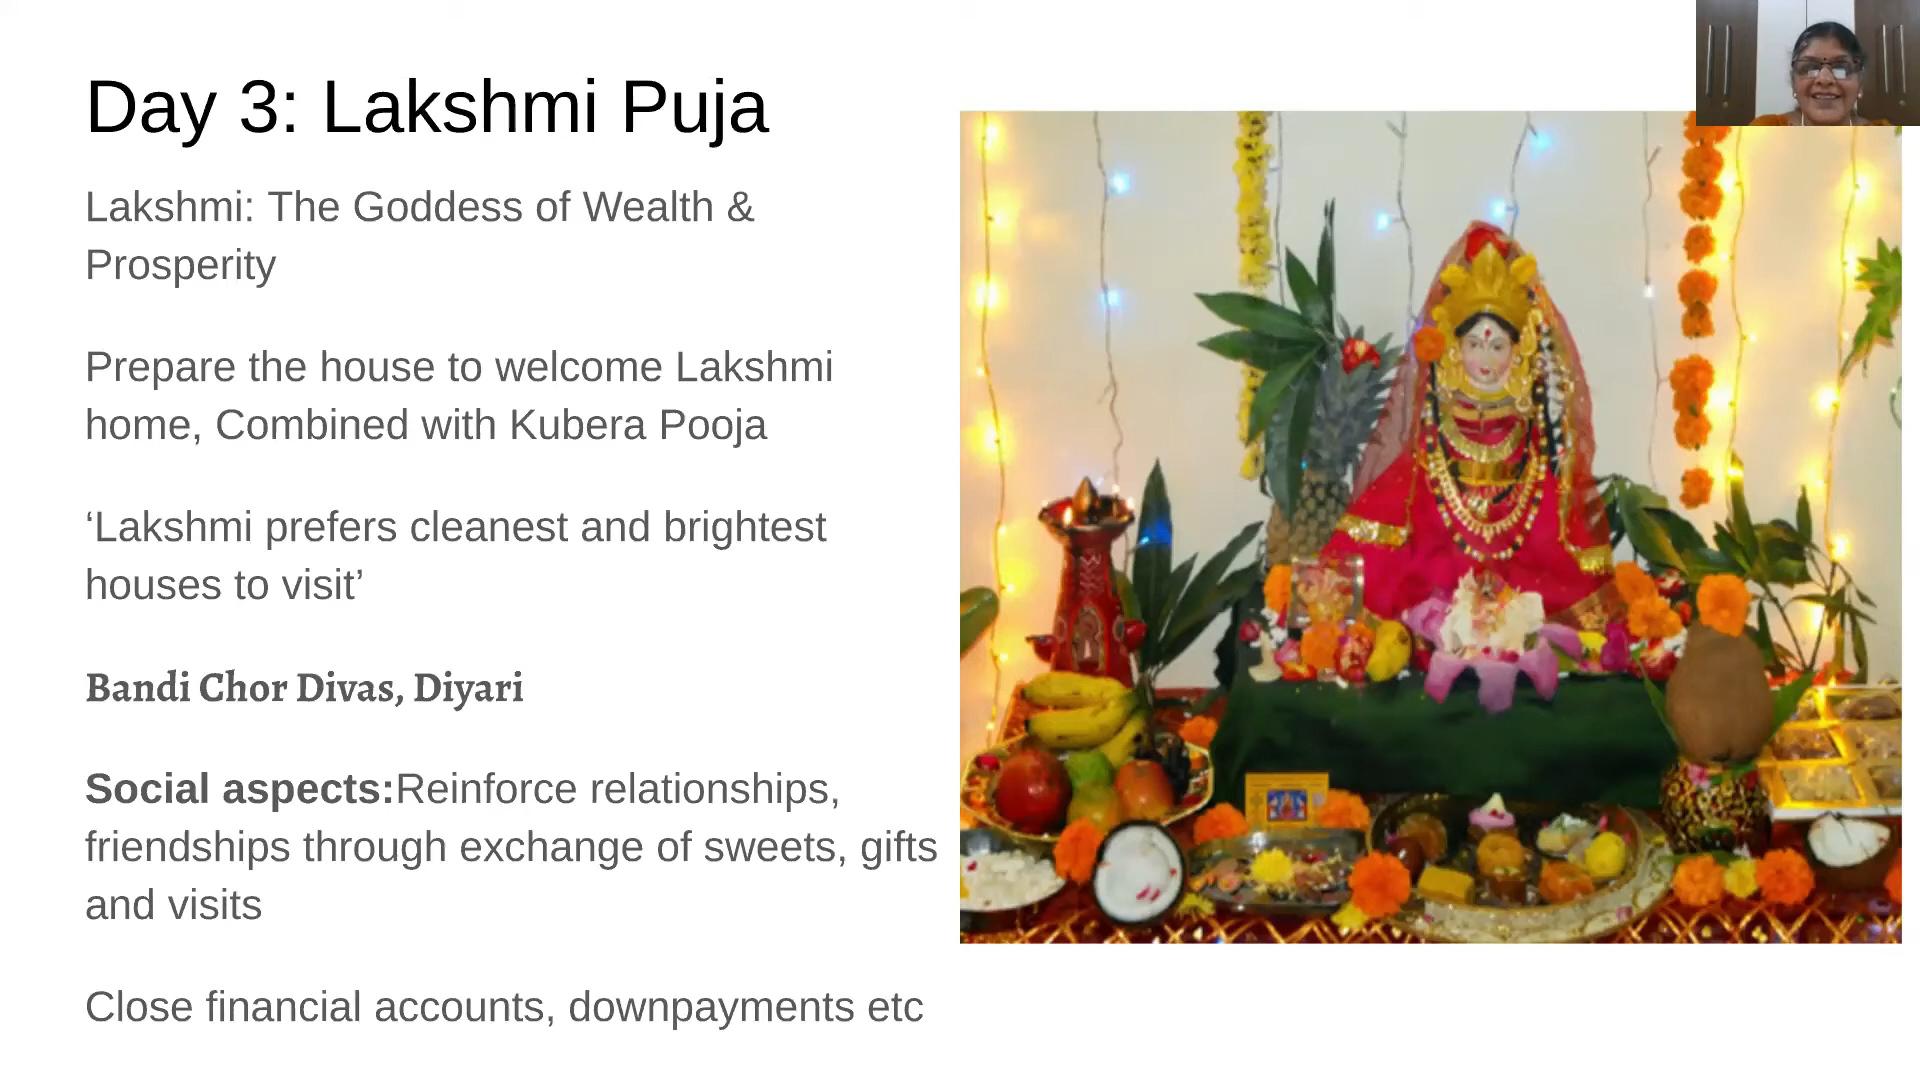 Day 3: Lakshmi Puja
Lakshmi: The Goddess of Wealth &
Prosperity
Prepare the house to welcome Lakshmi
home, Combined with Kubera Pooja
‘Lakshmi prefers cleanest and brightest
houses to visit’
Bandi Chor Divas, Diyari
Social aspects:Reinforce relationships,
friendships through exchange of sweets, gifts
and visits
Close financial accounts, downpayments etc